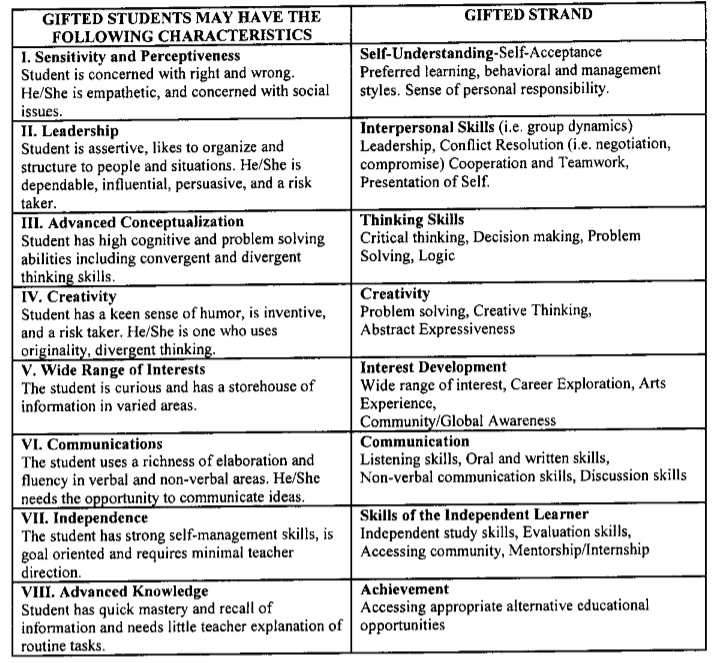 GIFTED STUDENTS MAY HAVE THE
FOLLOWING CHARACTERISTICS
GIFTED STRAND
I. Sensitivity and Perceptiveness
Student is concerned with right and wrong.
He/She is empathetic, and concerned with social
issues.
Self-Understanding-Self-Acceptance
Preferred learning, behavioral and management
styles. Sense of personal responsibility.
II. Leadership
Student is assertive, likes to organize and
structure to people and situations. He/She is
dependable, influential, persuasive, and a risk
taker.
Interpersonal Skills (i.e. group dynamics)
Leadership, Conflict Resolution (i.e. negotiation,
compromise) Cooperation and Teamwork,
Presentation of Self.
III. Advanced Conceptualization
Student has high cognitive and problem solving
abilities including convergent and divergent
thinking skills.
Thinking Skills
Critical thinking, Decision making, Problem
Solving, Logic
IV. Creativity
Student has a keen sense of humor, is inventive,
and a risk taker. He/She is one who uses
originality, divergent thinking.
Creativity
Problem solving, Creative Thinking,
Abstract Expressiveness
V. Wide Range of Interests
The student is curious and has a storehouse of
information in varied areas.
Interest Development
Wide range of interest, Career Exploration, Arts
Experience,
Community/Global Awareness
VI. Communications
The student uses a richness of elaboration and
fluency in verbal and non-verbal areas. He/She
needs the opportunity to communicate ideas.
Communication
Listening skills, Oral and written skills,
Non-verbal communication skills, Discussion skills
VII. Independence
The student has strong self-management skills, is
goal oriented and requires minimal teacher
direction.
Skills of the Independent Learner
Independent study skills, Evaluation skills,
Accessing community, Mentorship/Internship
VIII. Advanced Knowledge
Student has quick mastery and recall of
information and needs little teacher explanation of
routine tasks.
Achievement
Accessing appropriate alternative educational
opportunities